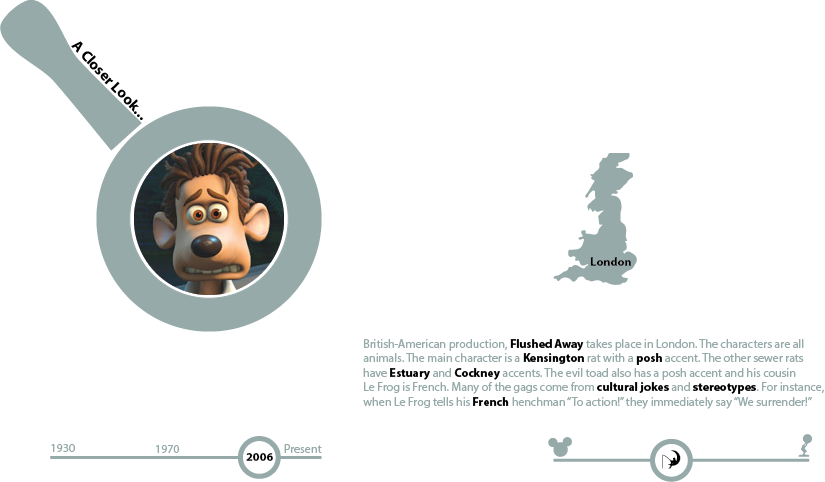 A Closer Look...
London
British-American production, Flushed Away takes place in London. The characters are all
animals. The main character is a Kensington rat with a posh accent. The other sewer rats
have Estuary and Cockney accents. The evil toad also has a posh accent and his cousin
Le Frog is French. Many of the gags come from cultural jokes and stereotypes. For instance,
when Le Frog tells his French henchman “To action!” they immediately say “We surrender!”
1930
1970
2006
Present